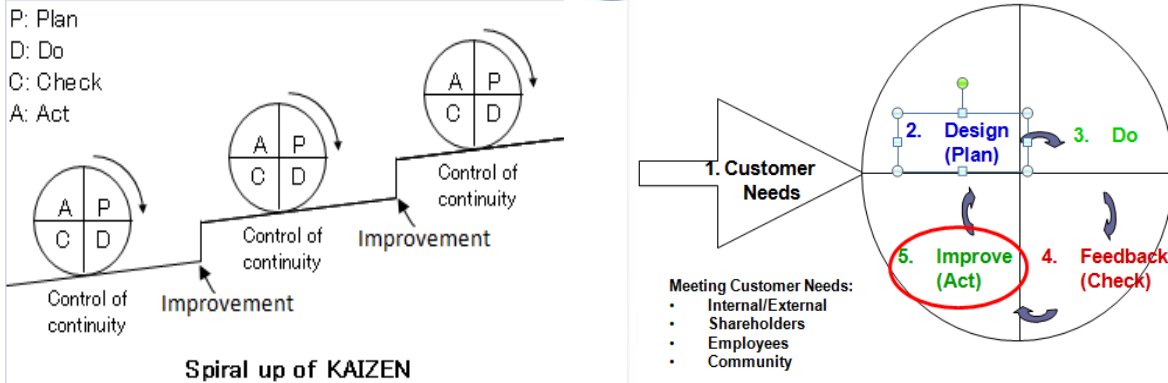 P: Plan
D: Do
C: Check
A: Act
A P
C D
Control of
continuity
Improvement
A P
C D
Control of
continuity
Improvement
A P
C D
Control of
continuity
Spiral up of KAIZEN
1. Customer
Needs
2. Design
(Plan)
3. Do
4. Feedback
(Check)
5. Improve
(Act)
Meeting Customer Needs:
• Internal/External
• Shareholders
• Employees
• Community